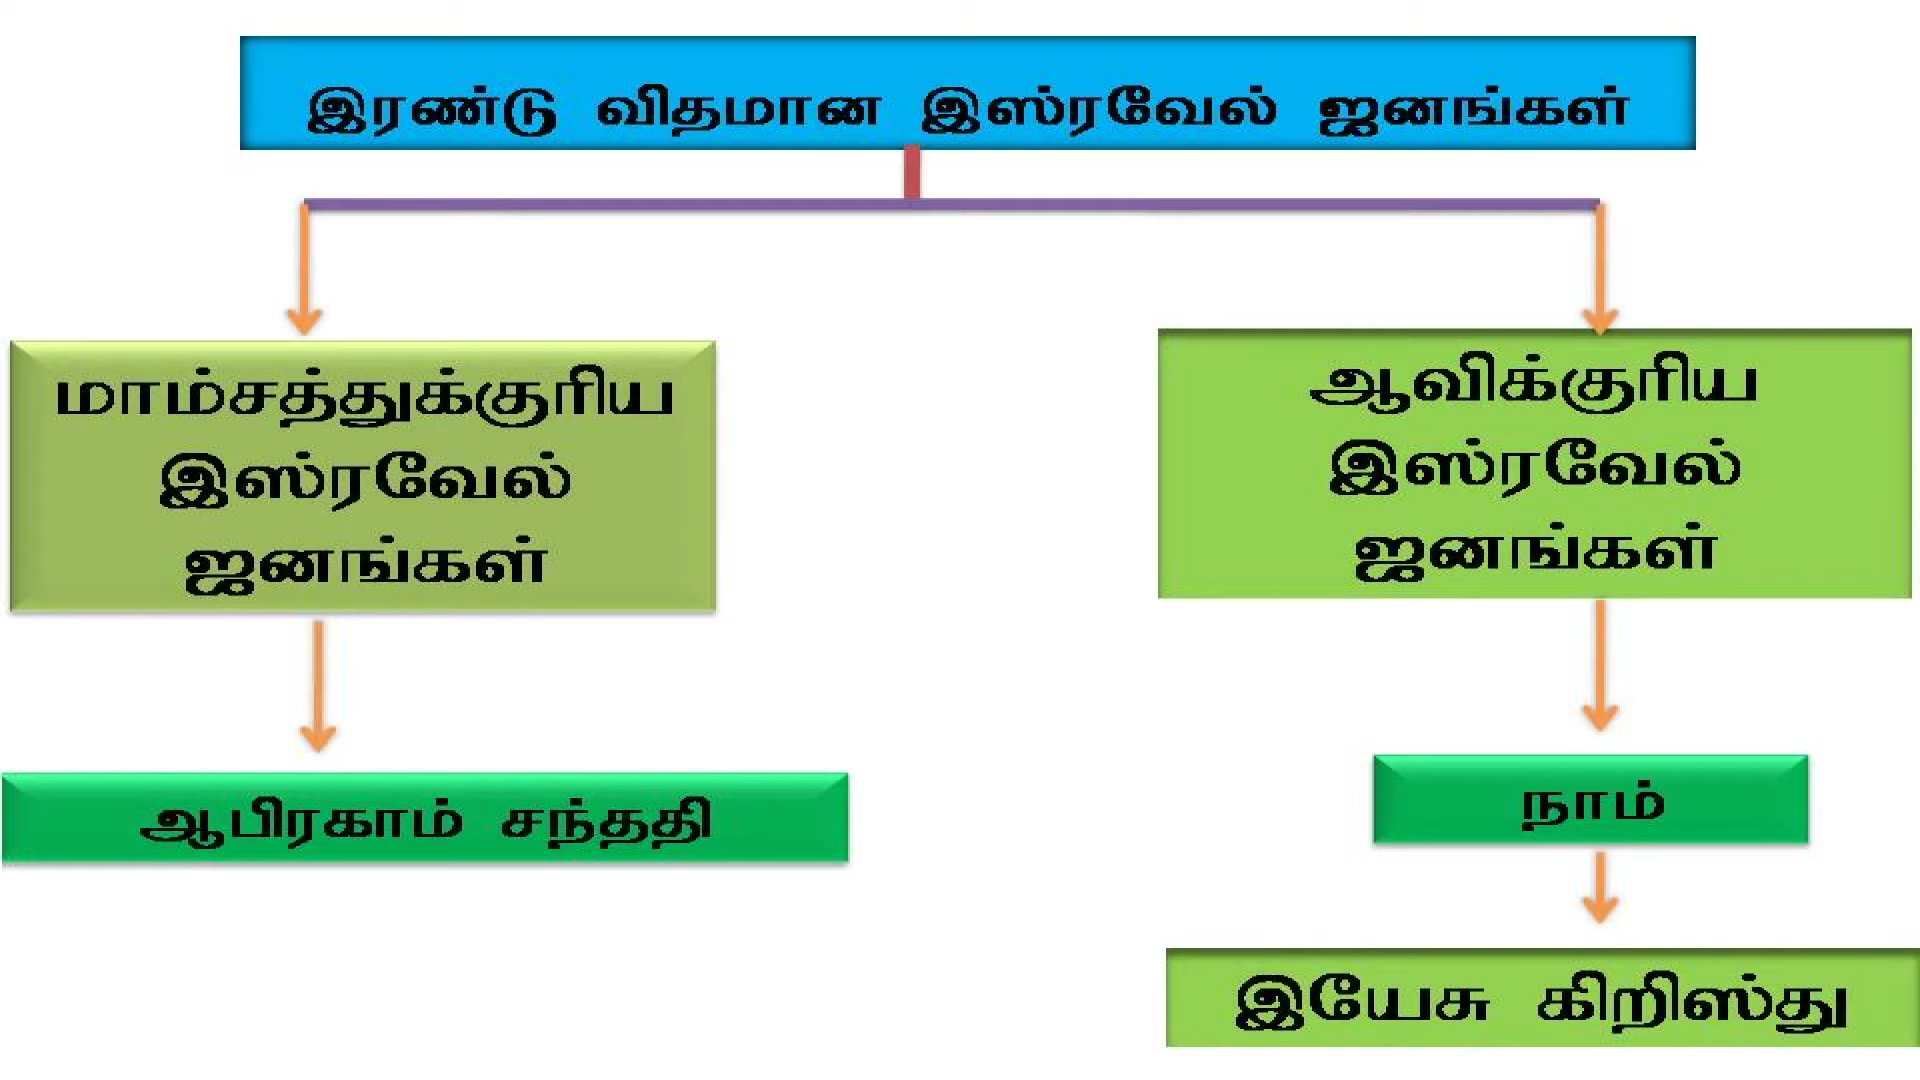 இரண்டு விதமான இஸ்ரவேல் ஜனங்கள்
மாம்சத்துக்குரிய
இஸ்ரவேல்
ஜனங்கள்
ஆவிக்குரிய
இஸ்ரவேல்
ஜனங்கள்
ஆபிரகாம் சந்ததி
நாம்
இயேசு கிறிஸ்து